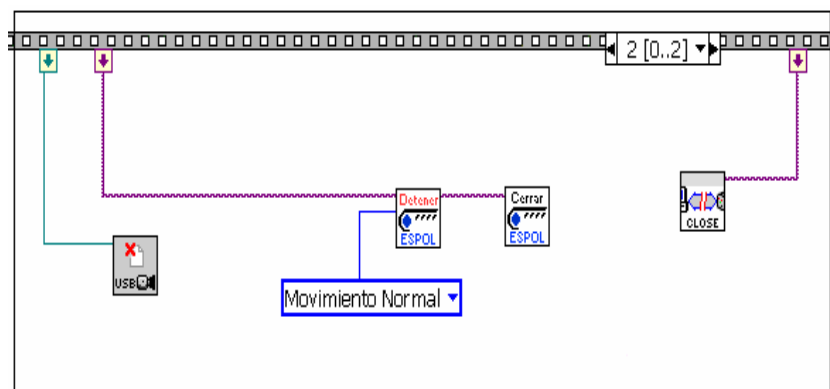 2 [0..2]
Detener
ESPOL
Cerrar
ESPOL
CLOSE
USB
Movimiento Normal